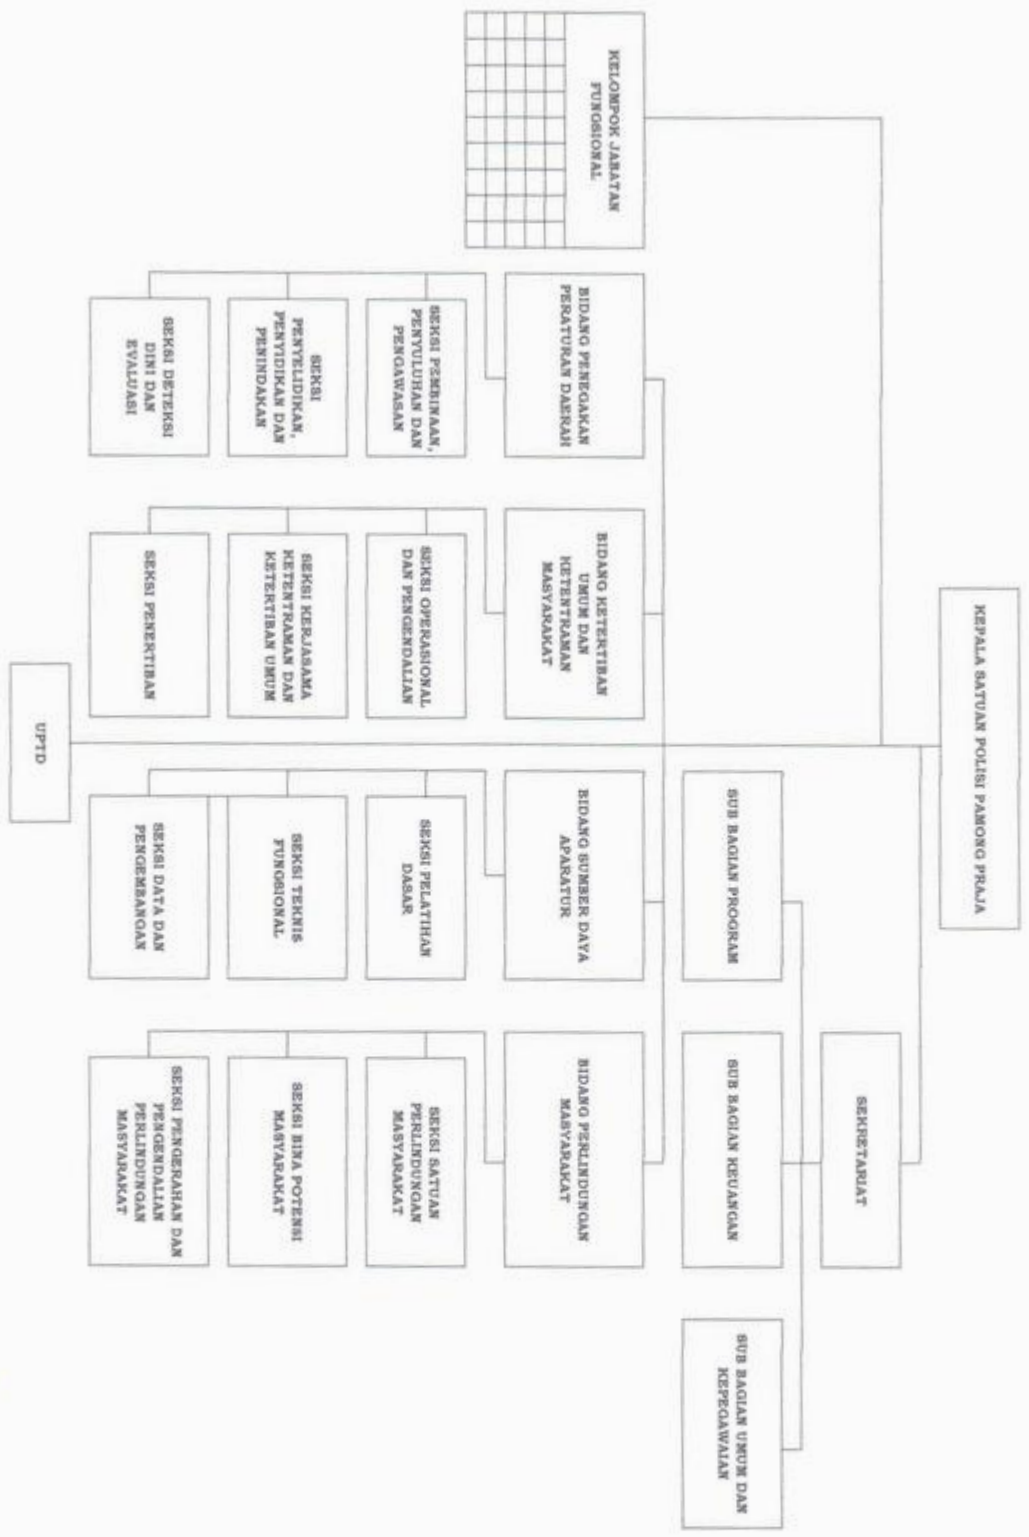 KEPALA SATUAN POLISI PAMONG PRAJA
SEKRETARIAT
SUB BAGIAN PROGRAM
SUB BAGIAN KEUANGAN
SUB BAGIAN UMUM DAN
KEPEGAWAIAN
KELOMPOK JABATAN
FUNGSIONAL
BIDANG PENEGAKAN
PERATURAN DAERAH
SEKSI PEMBINAAN,
PENYULUHAN DAN
PENGAWASAN
SEKSI
PENYELIDIKAN,
PENYIDIKAN DAN
PENINDAKAN
SEKSI DETEKSI
DINI DAN
EVALUASI
BIDANG KETERTIBAN
UMUM DAN
KETENTRAMAN
MASYARAKAT
SEKSI OPERASIONAL
DAN PENGENDALIAN
SEKSI KERJASAMA
KETENTRAMAN DAN
KETERTIBAN UMUM
SEKSI PENERTIBAN
BIDANG SUMBER DAYA
APARATUR
SEKSI PELATIHAN
DASAR
SEKSI TEKNIS
FUNGSIONAL
SEKSI DATA DAN
PENGEMBANGAN
BIDANG PERLINDUNGAN
MASYARAKAT
SEKSI SATUAN
PERLINDUNGAN
MASYARAKAT
SEKSI BINA POTENSI
MASYARAKAT
SEKSI PENGERAHAN DAN
PENGENDALIAN
PERLINDUNGAN
MASYARAKAT
UPTD